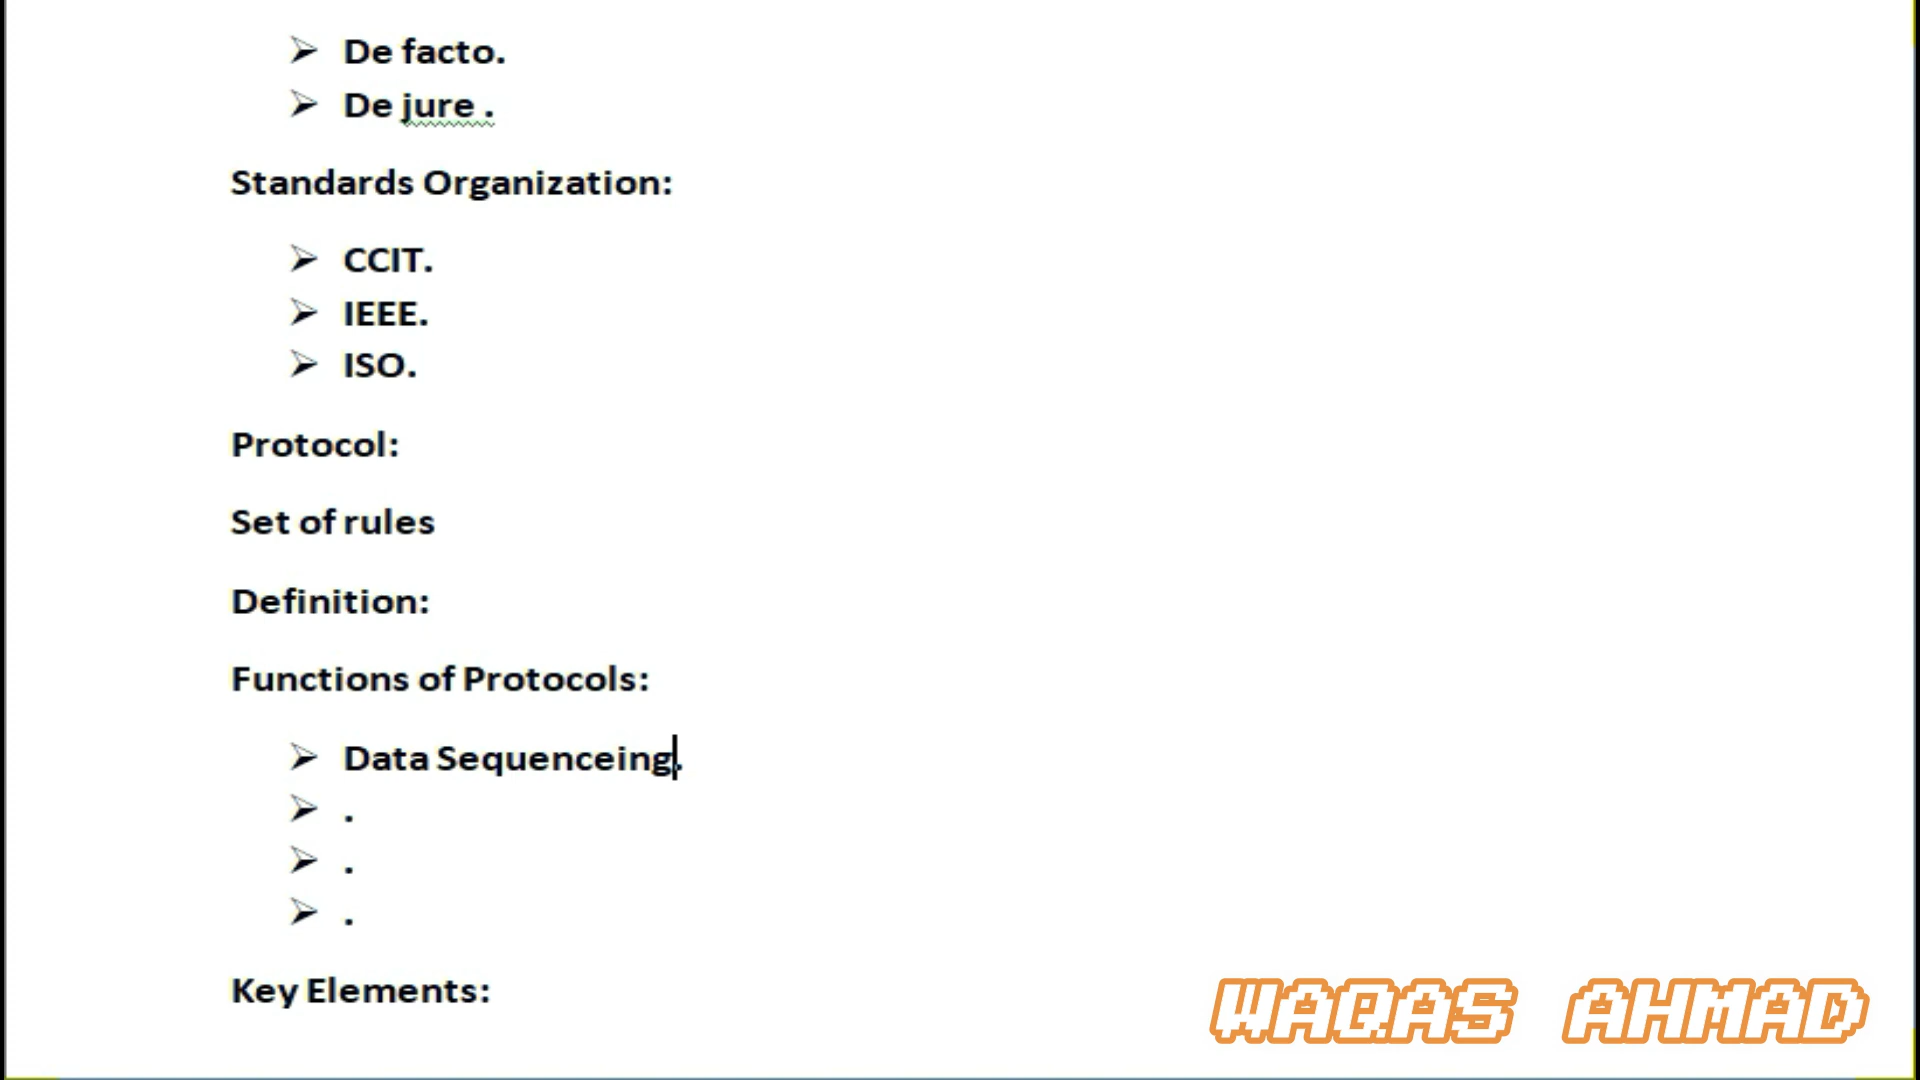 ➢ De facto.
➢ De jure .
Standards Organization:
➢ CCIT.
➢ IEEE.
➢ ISO.
Protocol:
Set of rules
Definition:
Functions of Protocols:
➢ Data Sequenceing.
➢ .
➢ .
➢ .
Key Elements:
WAQAS AHMAD